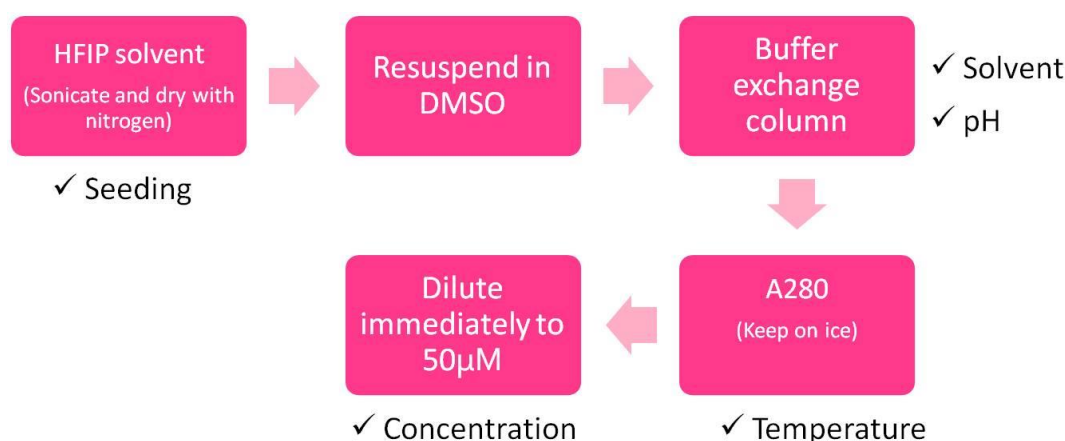 HFIP solvent
(Sonicate and dry with
nitrogen)
✓ Seeding
Resuspend in
DMSO
Buffer
exchange
column
✓ Solvent
✓ pH
A280
(Keep on ice)
✓ Temperature
Dilute
immediately to
50µM
✓ Concentration